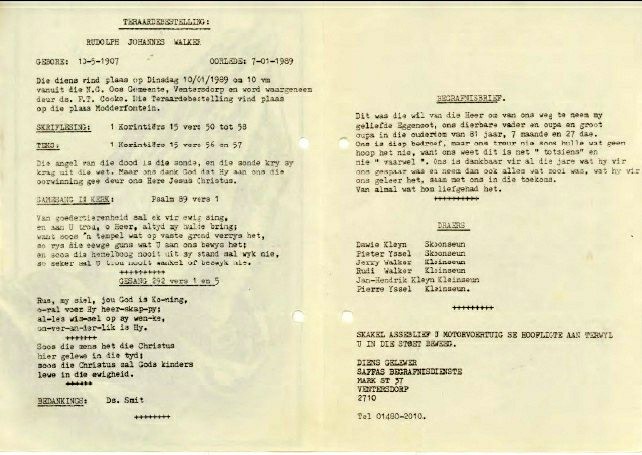 TERAARDEBESTELLING:
RUDOLPH JOHANNES WALKER
GEBORE: 10-5-1907 OORLEDE: 7-01-1989
Die diens vind plaas op Dinsdag 10/01/1989 om 10 vm
vanuit die N.G. Oos Gemeente, Ventersdorp en word waargeneem
deur ds. F.T. Cooke. Die Teraardebestelling vind plaas
op die plaas Modderfontein.
SKRIFLESING: 1 Korintiërs 15 vers 50 tot 58
TEKS: 1 Korintiërs 15 vers 56 en 57
Die angel van die dood is die sonde, en die sonde kry sy
krag uit die wet. Maar ons dank God dat Hy aan ons die
oorwinning gee deur ons Here Jesus Christus.
SAMESANG IN KERK: Psalm 89 vers 1
Van goedertierenheid sal ek vir ewig sing,
en aan U trou, o Heer, altyd my hulde bring;
want soos 'n tempel wat op vaste grond verrys het,
so rys die eewge guns wat U aan ons bewys het;
en soos die hemelboog nooit uit sy stand sal wyk nie,
so seker sal U trou nooit wankel of beswyk nie.
++++++++++
GESANG 292 vers 1 en 5
Rus, my siel, jou God is Ko-ning,
o-ral voer Hy heer-skap-py;
al-les wis-sel op sy wen-ke,
on-ver-an-der-lik is Hy.
+++++++
Soos die mens het die Christus
hier gelewe in die tyd;
soos die Christus sal Gods kinders
lewe in die ewigheid.
++++++
BEDANKINGS: Ds. Smit
++++++++
BEGRAFNISBRIEF.
Dit was die wil van die Heer om van ons weg te neem my
geliefde Eggenoot, ons dierbare vader en oupa en groot
oupa in die ouderdom van 81 jaar, 7 maande en 27 dae.
Ons is diep bedroef, maar ons treur nie soos hulle wat geen
hoop het nie, want ons weet dit is net " totsiens" en
nie " vaarwel ". Ons is dankbaar vir al die jare wat hy vir
ons gespaar was en neem dan ook alles wat mooi was, wat hy vir
ons geleer het, saam met ons in die toekoms.
Van almal wat hom liefgehad het.
++++++++++
DRAERS
Dawie Kleyn Skoonseun
Pieter Yssel Skoonseun
Jerry Walker Kleinseun
Rudi Walker Kleinseun
Jan-Hendrik Kleyn Kleinseun
Pierre Yssel Kleinseun.
+++++++++
SKAKEL ASSEBLIEF U MOTORVOERTUIG SE HOOFLIGTE AAN TERWYL
U IN DIE STOET BEWEEG.
DIENS GELEWER
SAFFAS BEGRAFNISDIENSTE
MARK ST 37
VENTERSDORP
2710
Tel 01480-2010.